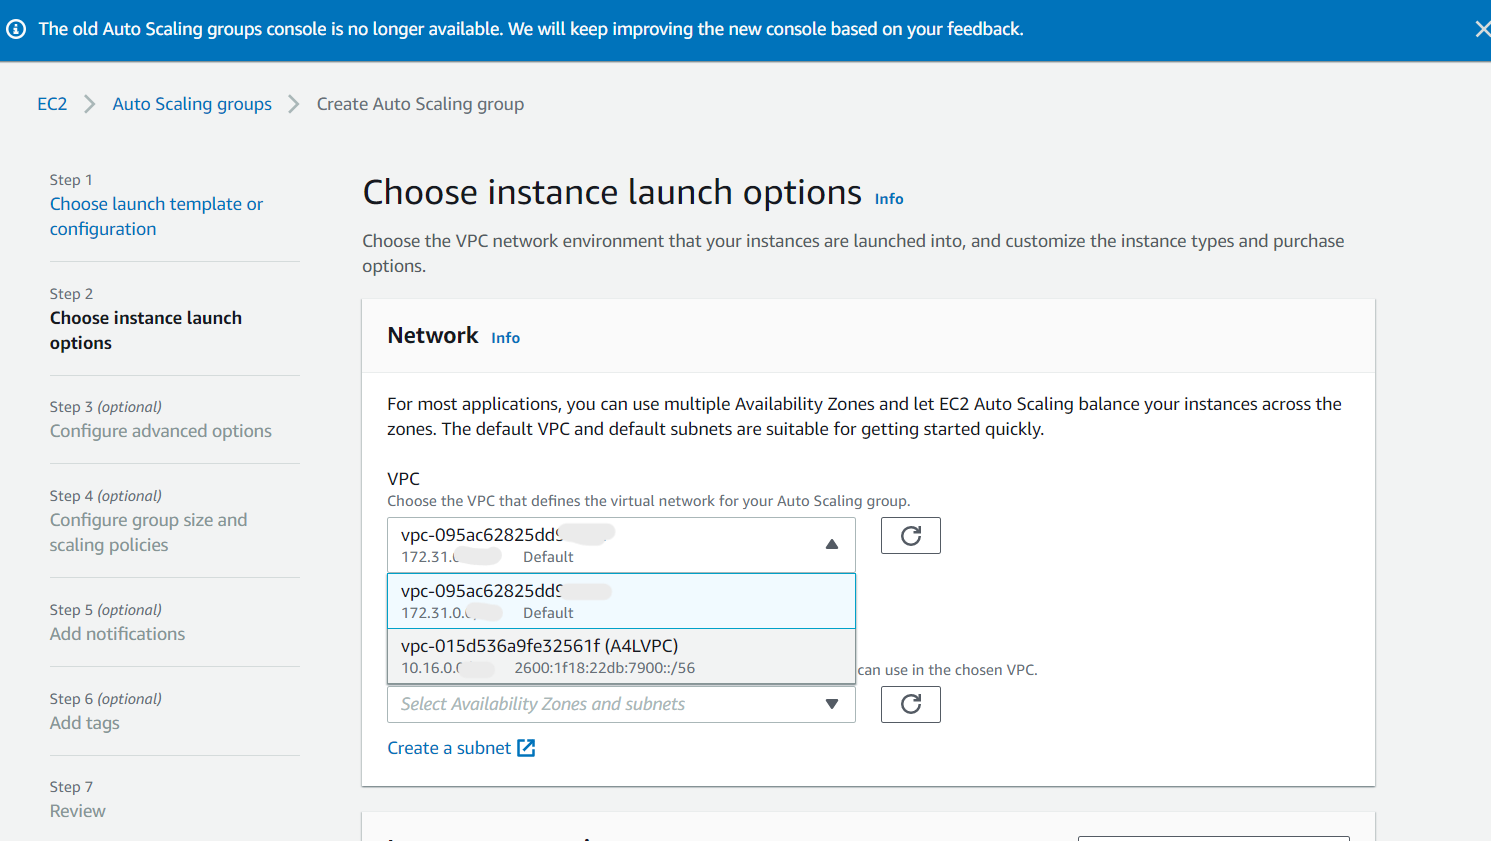 The old Auto Scaling groups console is no longer available. We will keep improving the new console based on your feedback.
EC2 > Auto Scaling groups > Create Auto Scaling group
Step 1
Choose launch template or
configuration
Step 2
Choose instance launch
options
Step 3 (optional)
Configure advanced options
Step 4 (optional)
Configure group size and
scaling policies
Step 5 (optional)
Add notifications
Step 6 (optional)
Add tags
Step 7
Review
Choose instance launch options Info
Choose the VPC network environment that your instances are launched into, and customize the instance types and purchase
options.
Network Info
For most applications, you can use multiple Availability Zones and let EC2 Auto Scaling balance your instances across the
zones. The default VPC and default subnets are suitable for getting started quickly.
VPC
Choose the VPC that defines the virtual network for your Auto Scaling group.
vpc-095ac62825dd
172.31. Default
vpc-095ac62825dd
172.31.0. Default
vpc-015d536a9fe32561f (A4LVPC)
10.16.0. 2600:1f18:22db:7900::/56
can use in the chosen VPC.
Select Availability Zones and subnets
Create a subnet